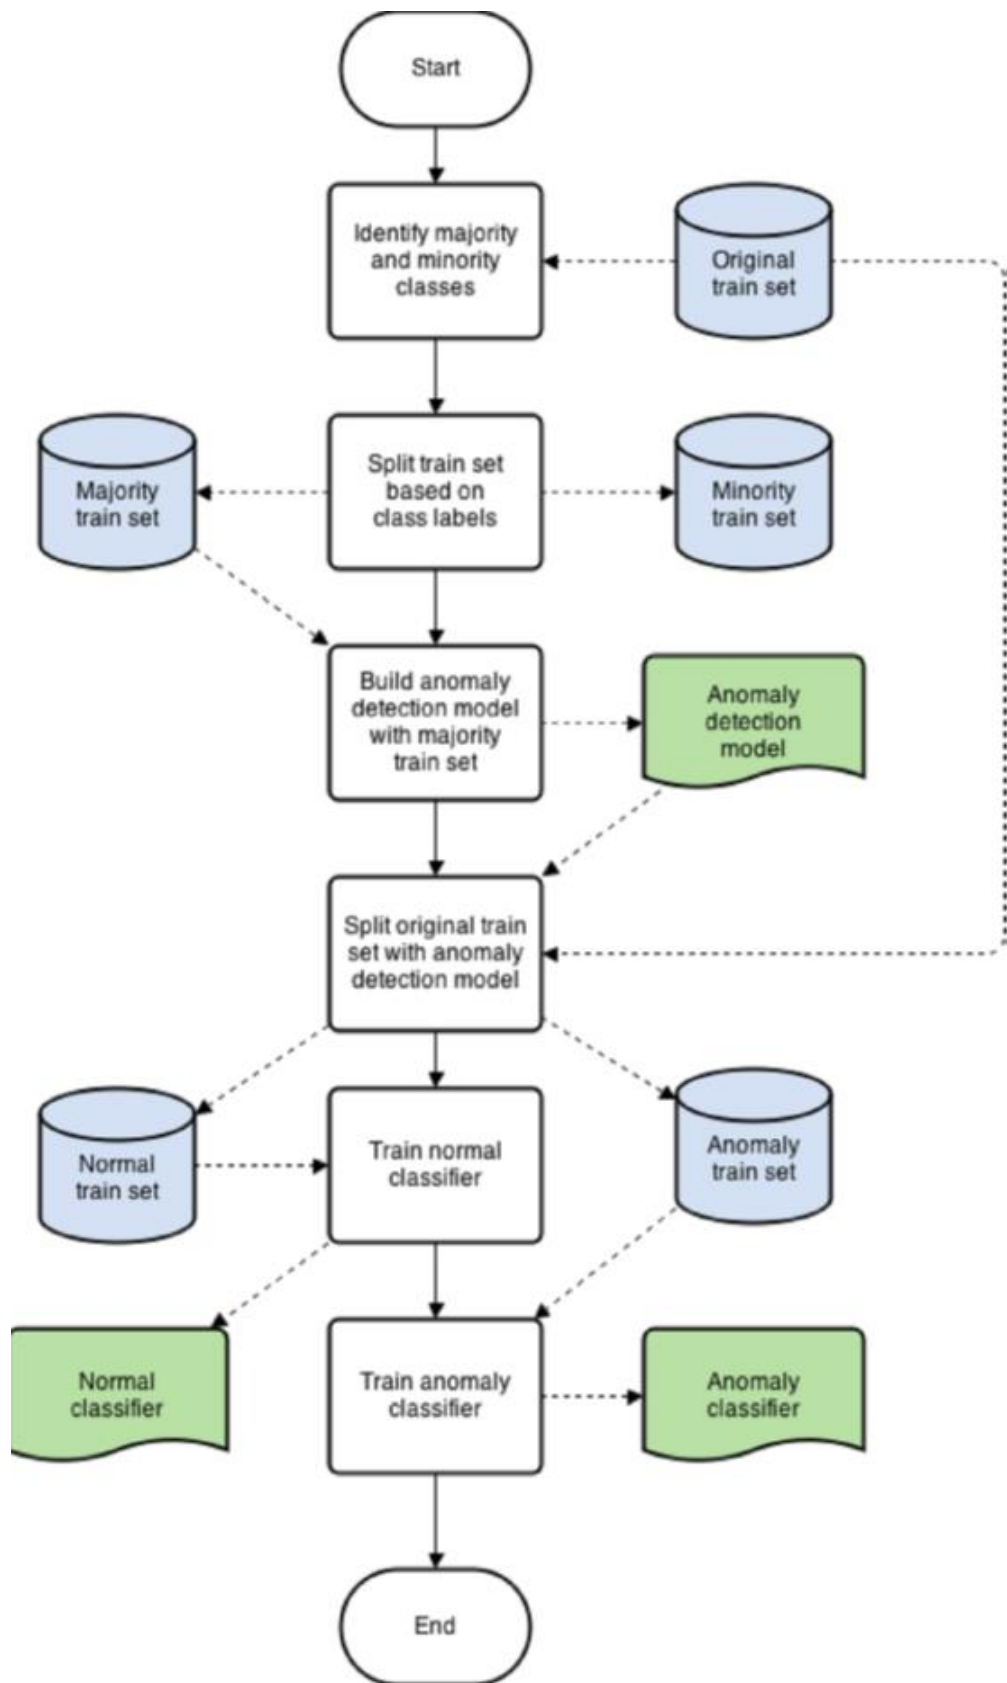 Start
Identify majority
and minority
classes
Original
train set
Majority
train set
Split train set
based on
class labels
Minority
train set
Build anomaly
detection model
with majority
train set
Anomaly
detection
model
Split original train
set with anomaly
detection model
Normal
train set
Train normal
classifier
Anomaly
train set
Normal
classifier
Train anomaly
classifier
Anomaly
classifier
End